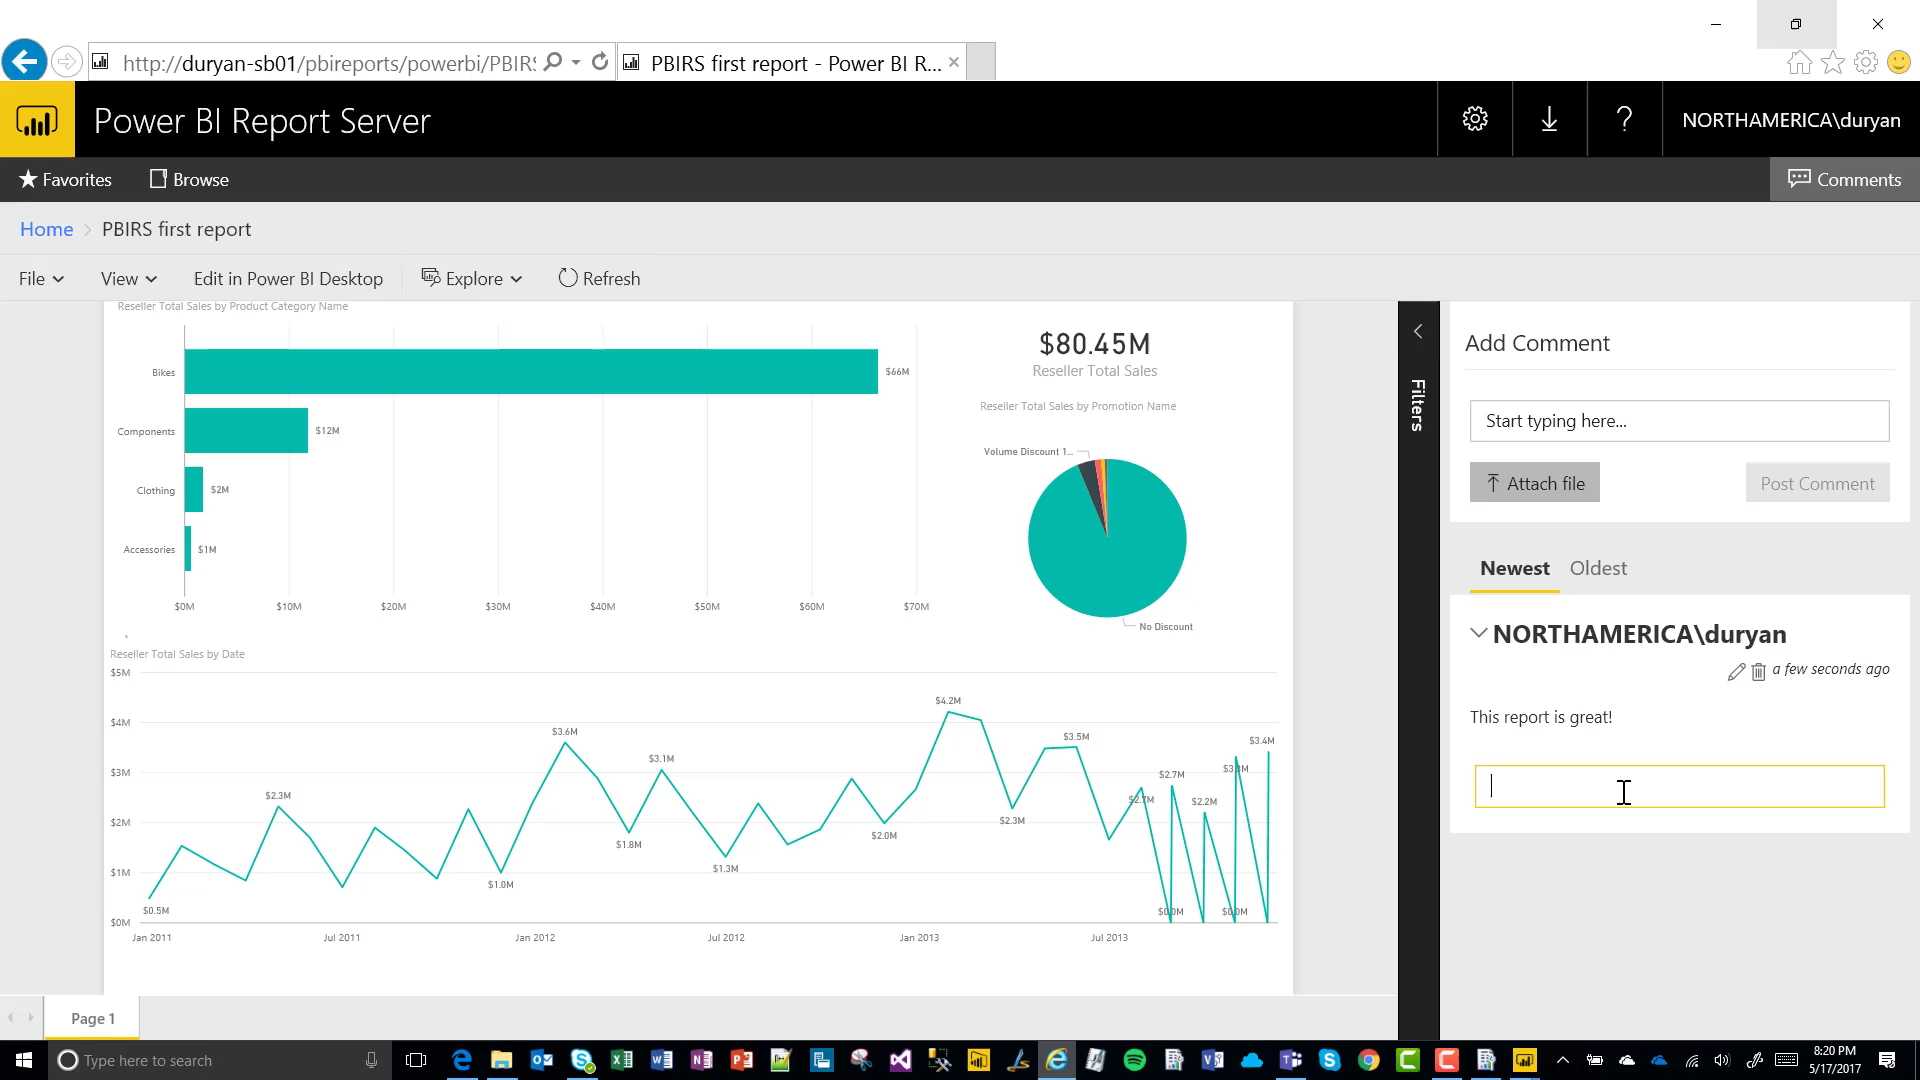 http://duryan-sb01/pbireports/powerbi/PBIRS
PBIRS first report - Power BI R...
Power BI Report Server
NORTHAMERICA\duryan
Favorites
Browse
Comments
Home > PBIRS first report
File
View
Edit in Power BI Desktop
Explore
Refresh
Reseller Total Sales by Product Category Name
Bikes
$66M
Components
$12M
Clothing
$2M
Accessories
$1M
$0M $10M $20M $30M $40M $50M $60M $70M
$80.45M
Reseller Total Sales
Reseller Total Sales by Promotion Name
Volume Discount 1...
No Discount
Reseller Total Sales by Date
$5M
$4M
$3M
$2M
$1M
$0M
$0.5M
$2.3M
$1.0M
$3.6M
$1.8M
$3.1M
$1.3M
$2.0M
$4.2M
$2.3M
$3.5M
$2.7M
$0.0M
$2.7M
$2.2M
$0.0M
$3.4M
Jan 2011
Jul 2011
Jan 2012
Jul 2012
Jan 2013
Jul 2013
Filters
Add Comment
Start typing here...
Attach file
Post Comment
Newest
Oldest
NORTHAMERICA\duryan
a few seconds ago
This report is great!
Page 1
Type here to search
8:20 PM
5/17/2017